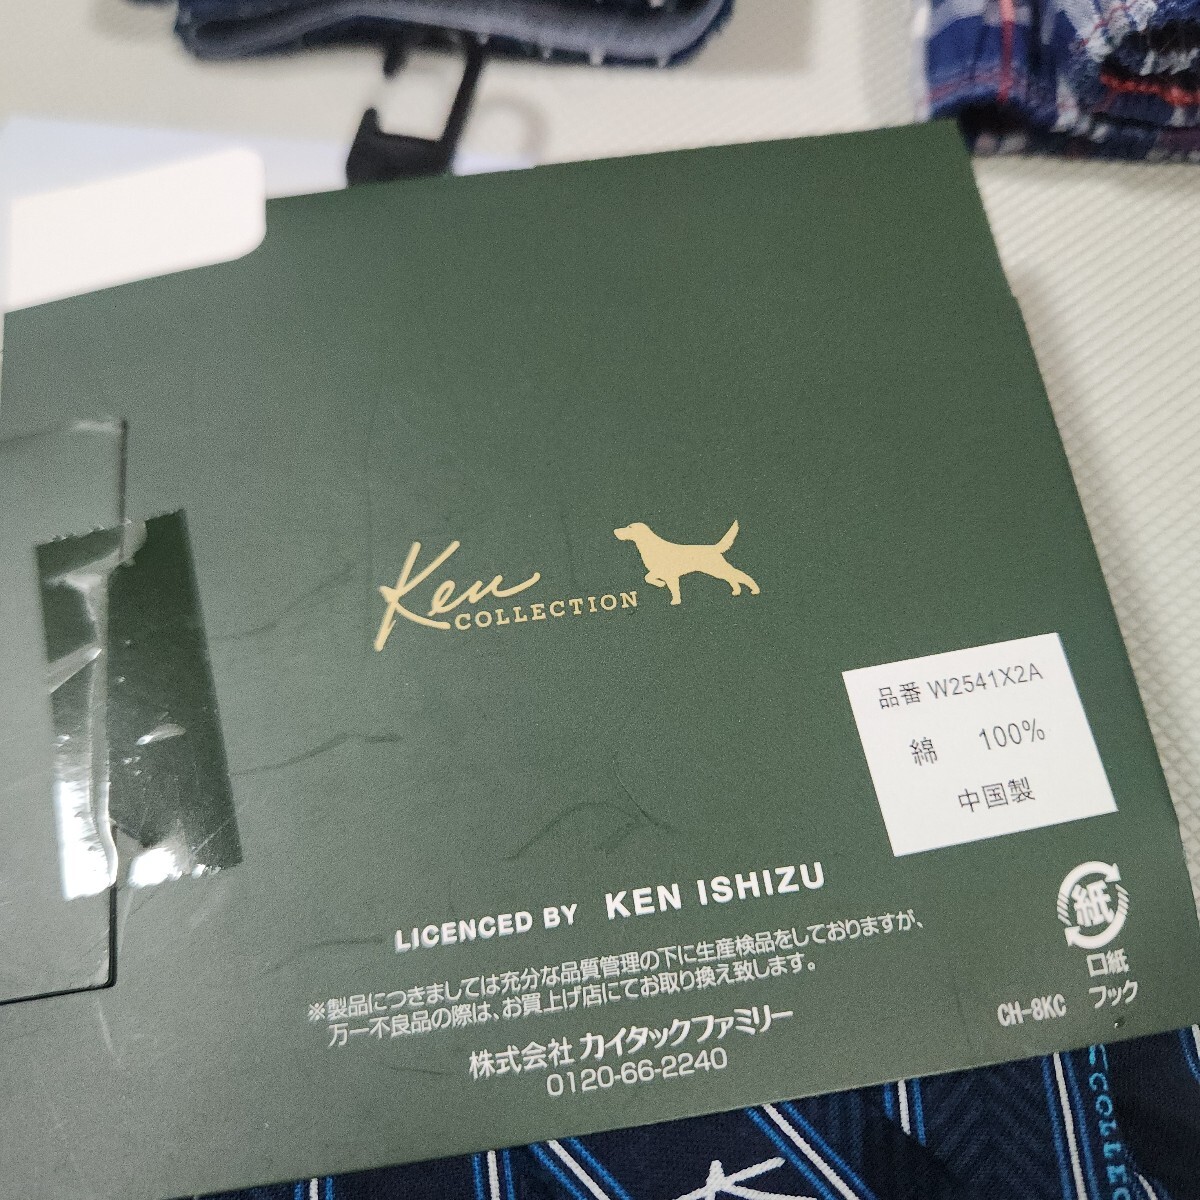 Ken
COLLECTION
品番 W2541X2A
綿 100%
中国製
LICENCED BY KEN ISHIZU
※製品につきましては充分な品質管理の下に生産検品をしておりますが、
万一不良品の際は、お買上げ店にてお取り換え致します。
株式会社 カイタックファミリー
0120-66-2240
紙
口紙
フック
CH-8KC